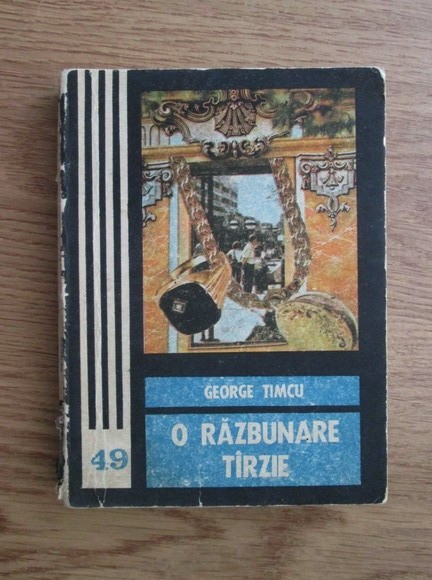 GEORGE TIMCU
O RĂZBUNARE
TÎRZIE
49